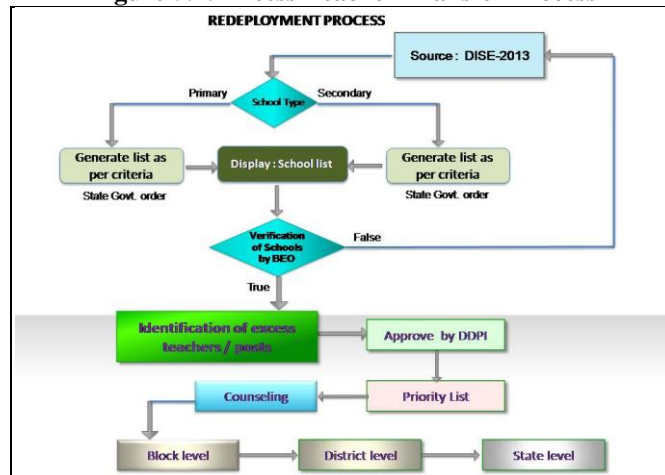 REDEPLOYMENT PROCESS
Source : DISE-2013
Primary
Secondary
School Type
Generate list as
per criteria
Display : School list
Generate list as
per criteria
State Govt. order
State Govt. order
Verification
of Schools
by BEO
False
True
Identification of excess
teachers / posts
Approve by DDPI
Counseling
Priority List
Block level
District level
State level